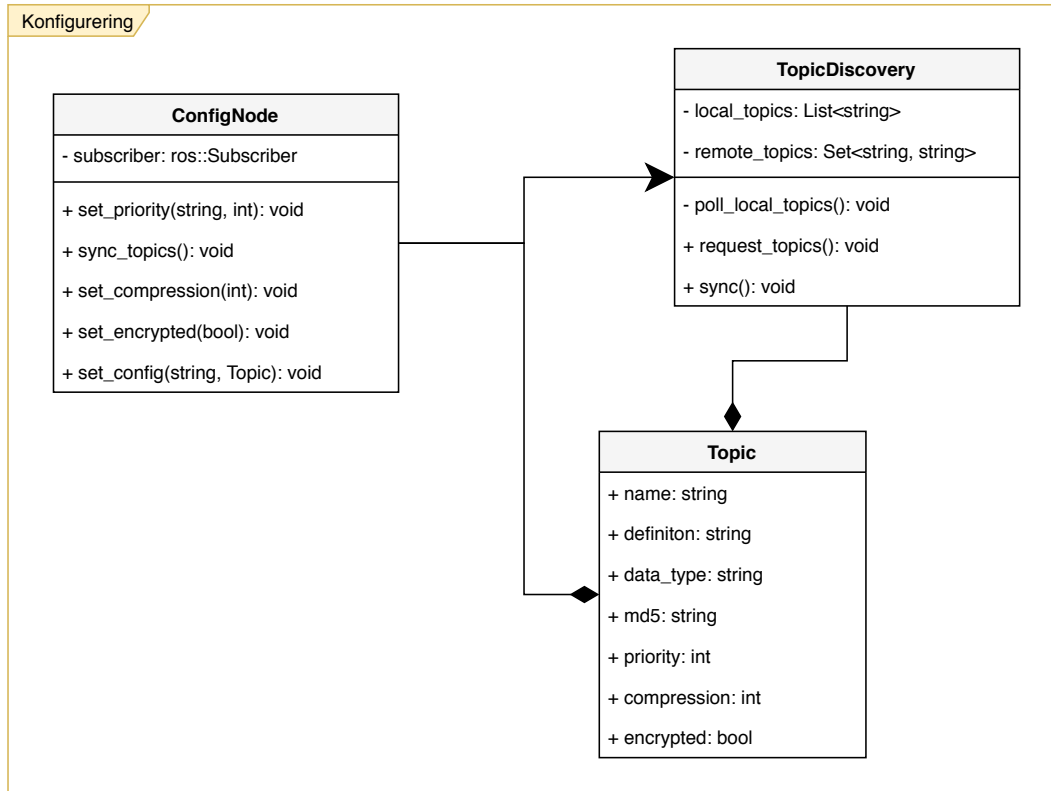 Konfigurering
ConfigNode
- subscriber: ros::Subscriber
+ set_priority(string, int): void
+ sync_topics(): void
+ set_compression(int): void
+ set_encrypted(bool): void
+ set_config(string, Topic): void
TopicDiscovery
- local_topics: List<string>
- remote_topics: Set<string, string>
- poll_local_topics(): void
+ request_topics(): void
+ sync(): void
Topic
+ name: string
+ definiton: string
+ data_type: string
+ md5: string
+ priority: int
+ compression: int
+ encrypted: bool